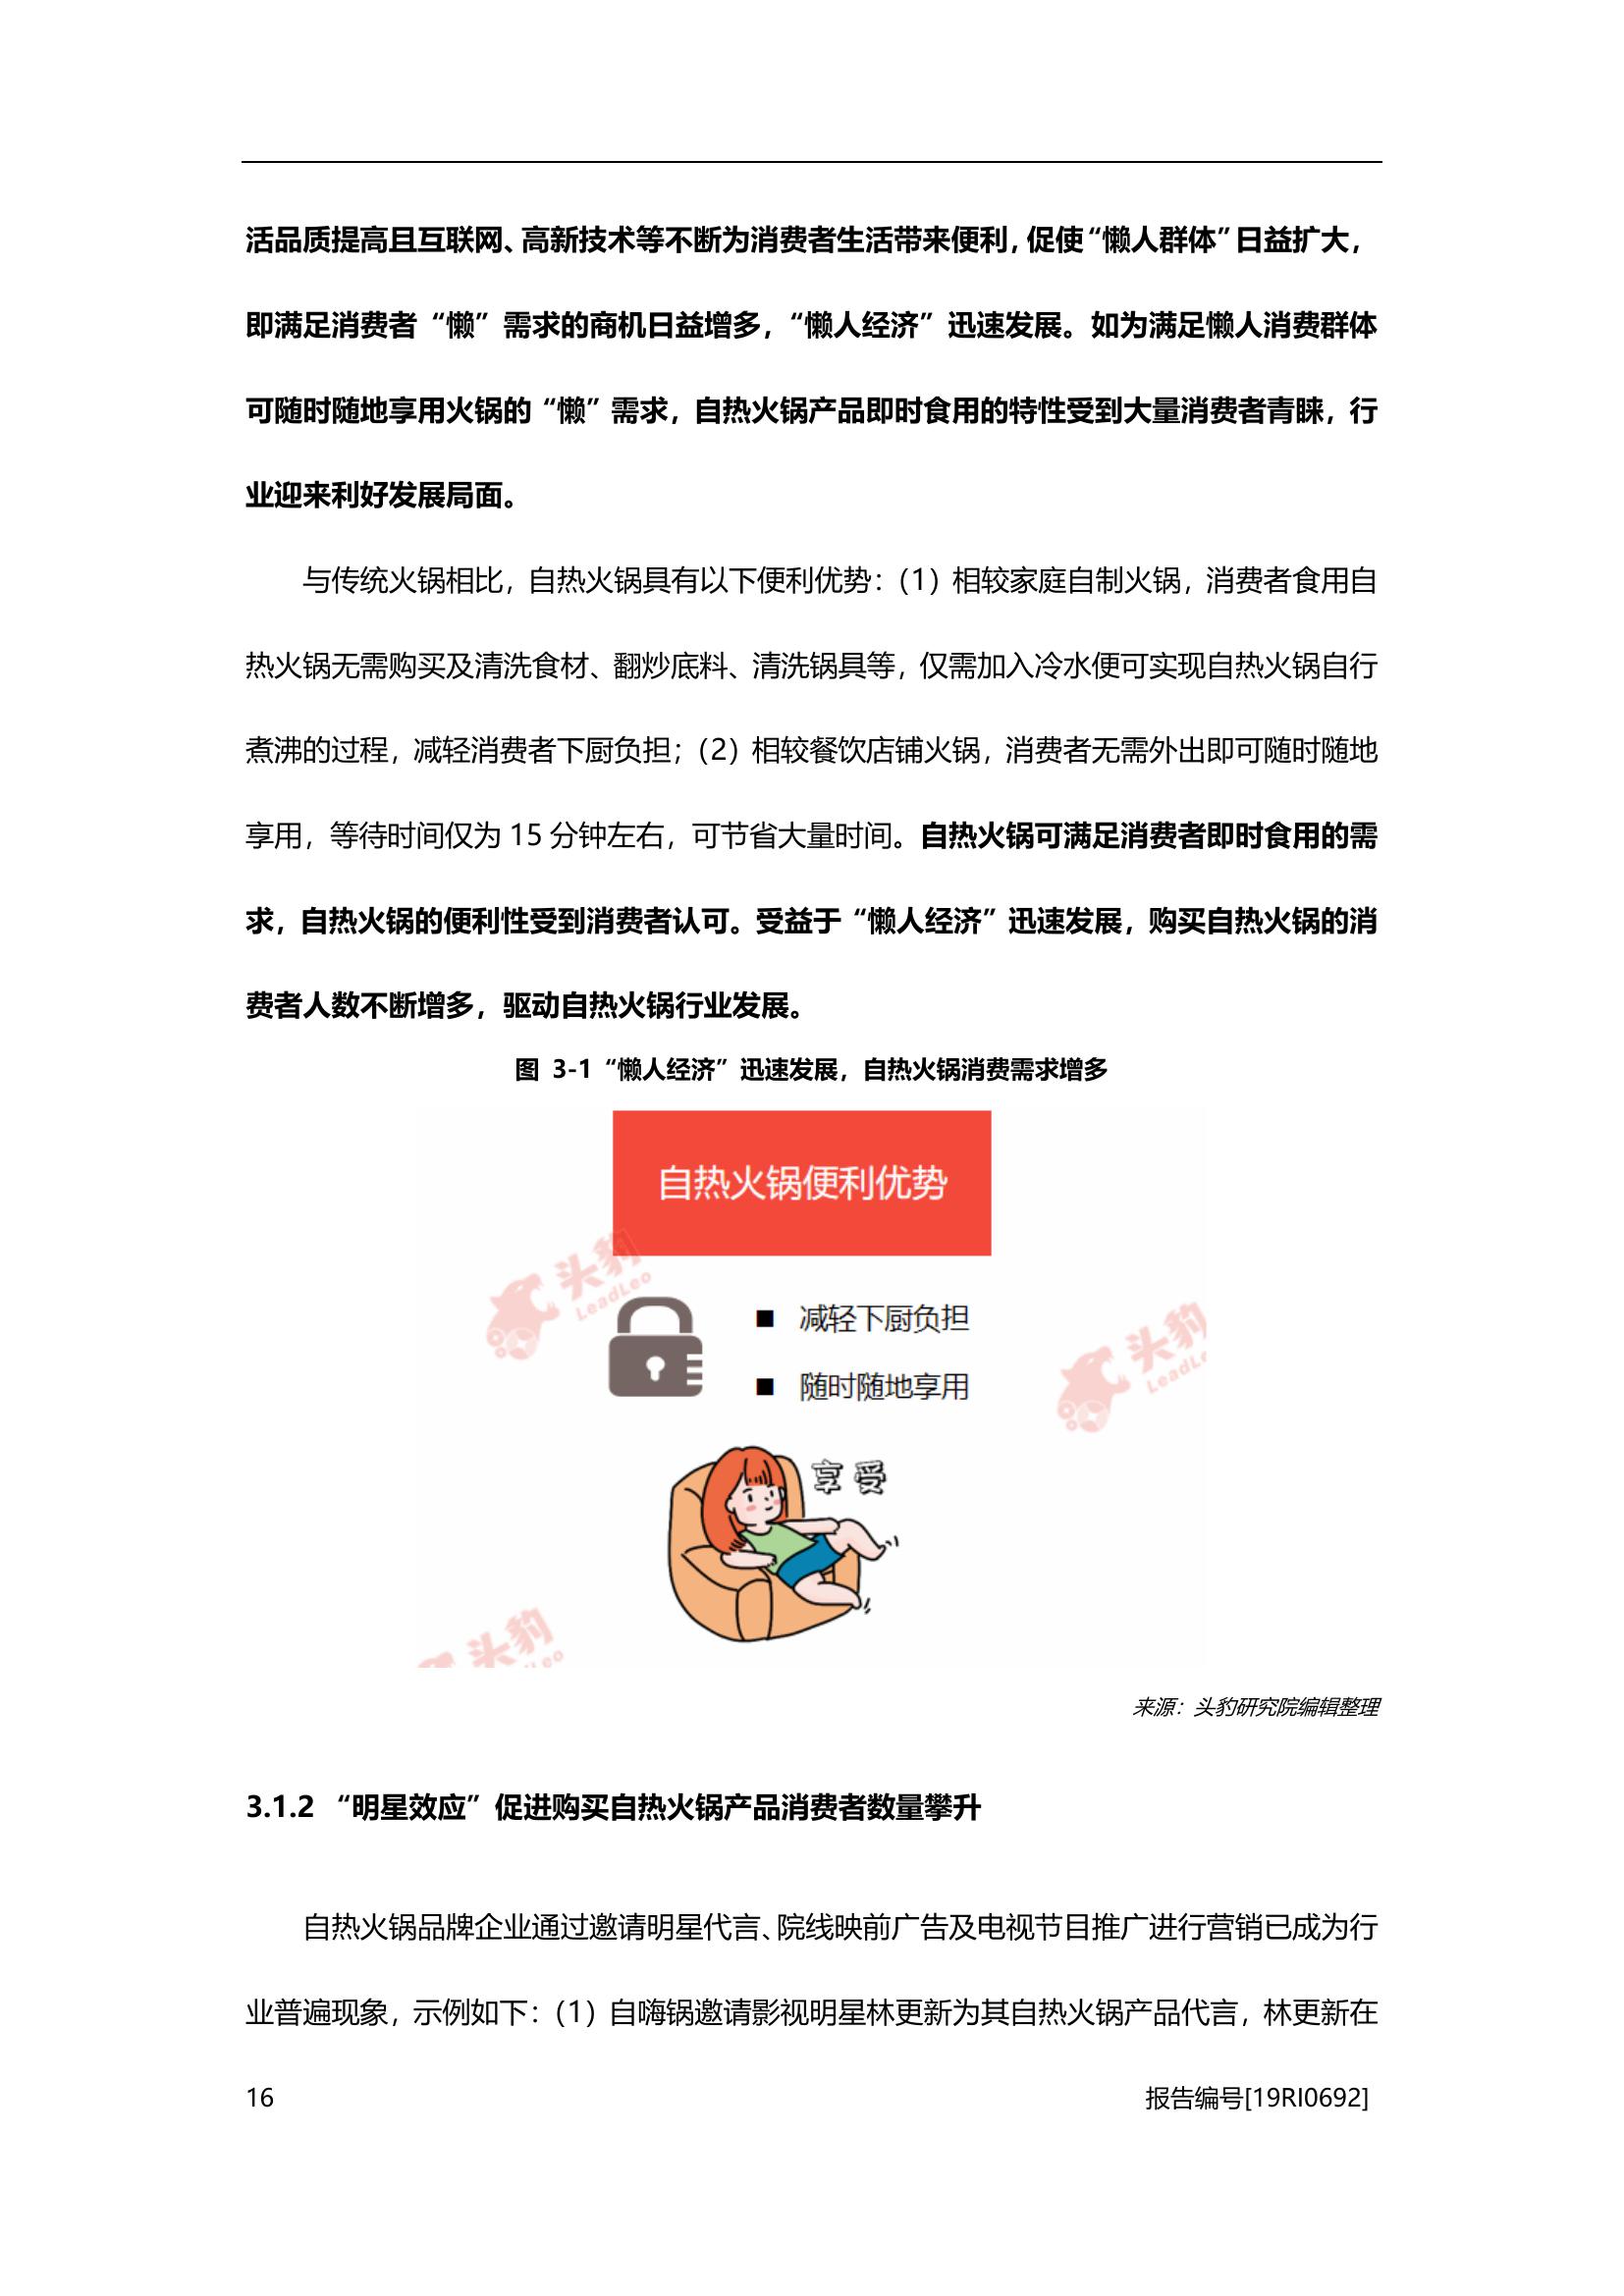 活品质提高且互联网、高新技术等不断为消费者生活带来便利，促使“懒人群体”日益扩大，
即满足消费者“懒”需求的商机日益增多，“懒人经济”迅速发展。如为满足懒人消费群体
可随时随地享用火锅的“懒”需求，自热火锅产品即时食用的特性受到大量消费者青睐，行
业迎来利好发展局面。
与传统火锅相比，自热火锅具有以下便利优势：（1）相较家庭自制火锅，消费者食用自
热火锅无需购买及清洗食材、翻炒底料、清洗锅具等，仅需加入冷水便可实现自热火锅自行
煮沸的过程，减轻消费者下厨负担；（2）相较餐饮店铺火锅，消费者无需外出即可随时随地
享用，等待时间仅为 15 分钟左右，可节省大量时间。自热火锅可满足消费者即时食用的需
求，自热火锅的便利性受到消费者认可。受益于“懒人经济”迅速发展，购买自热火锅的消
费者人数不断增多，驱动自热火锅行业发展。
图 3-1“懒人经济”迅速发展，自热火锅消费需求增多
自热火锅便利优势
头豹
LeadLeo
■ 减轻下厨负担
头豹
LeadLe
■ 随时随地享用
享受
头豹
Leo
来源：头豹研究院编辑整理
3.1.2 “明星效应”促进购买自热火锅产品消费者数量攀升
自热火锅品牌企业通过邀请明星代言、院线映前广告及电视节目推广进行营销已成为行
业普遍现象，示例如下：（1）自嗨锅邀请影视明星林更新为其自热火锅产品代言，林更新在
16
报告编号[19RI0692]